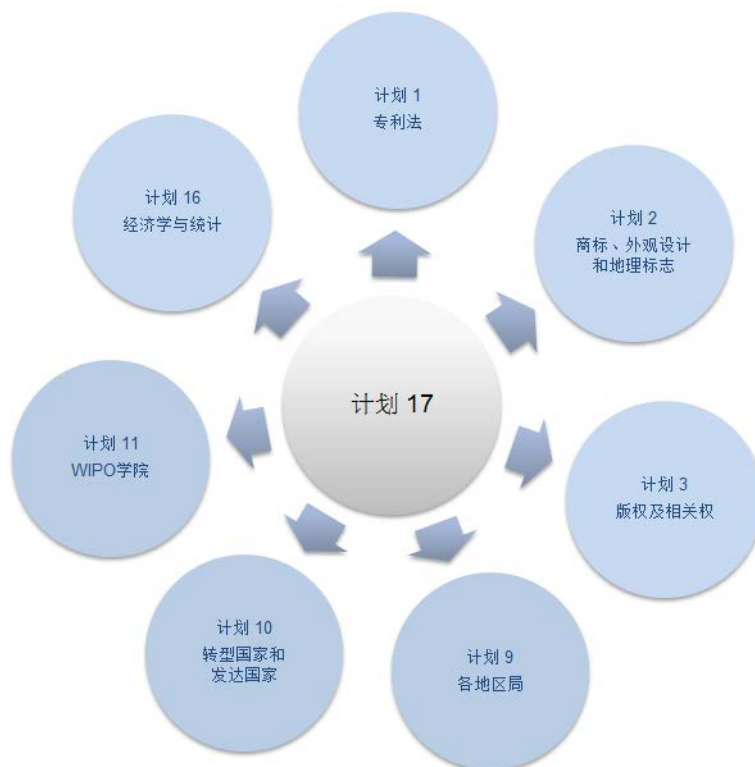 计划 1
专利法
计划 2
商标、外观设计
和地理标志
计划 3
版权及相关权
计划 9
各地区局
计划 10
转型国家和
发达国家
计划 11
WIPO学院
计划 16
经济学与统计
计划 17